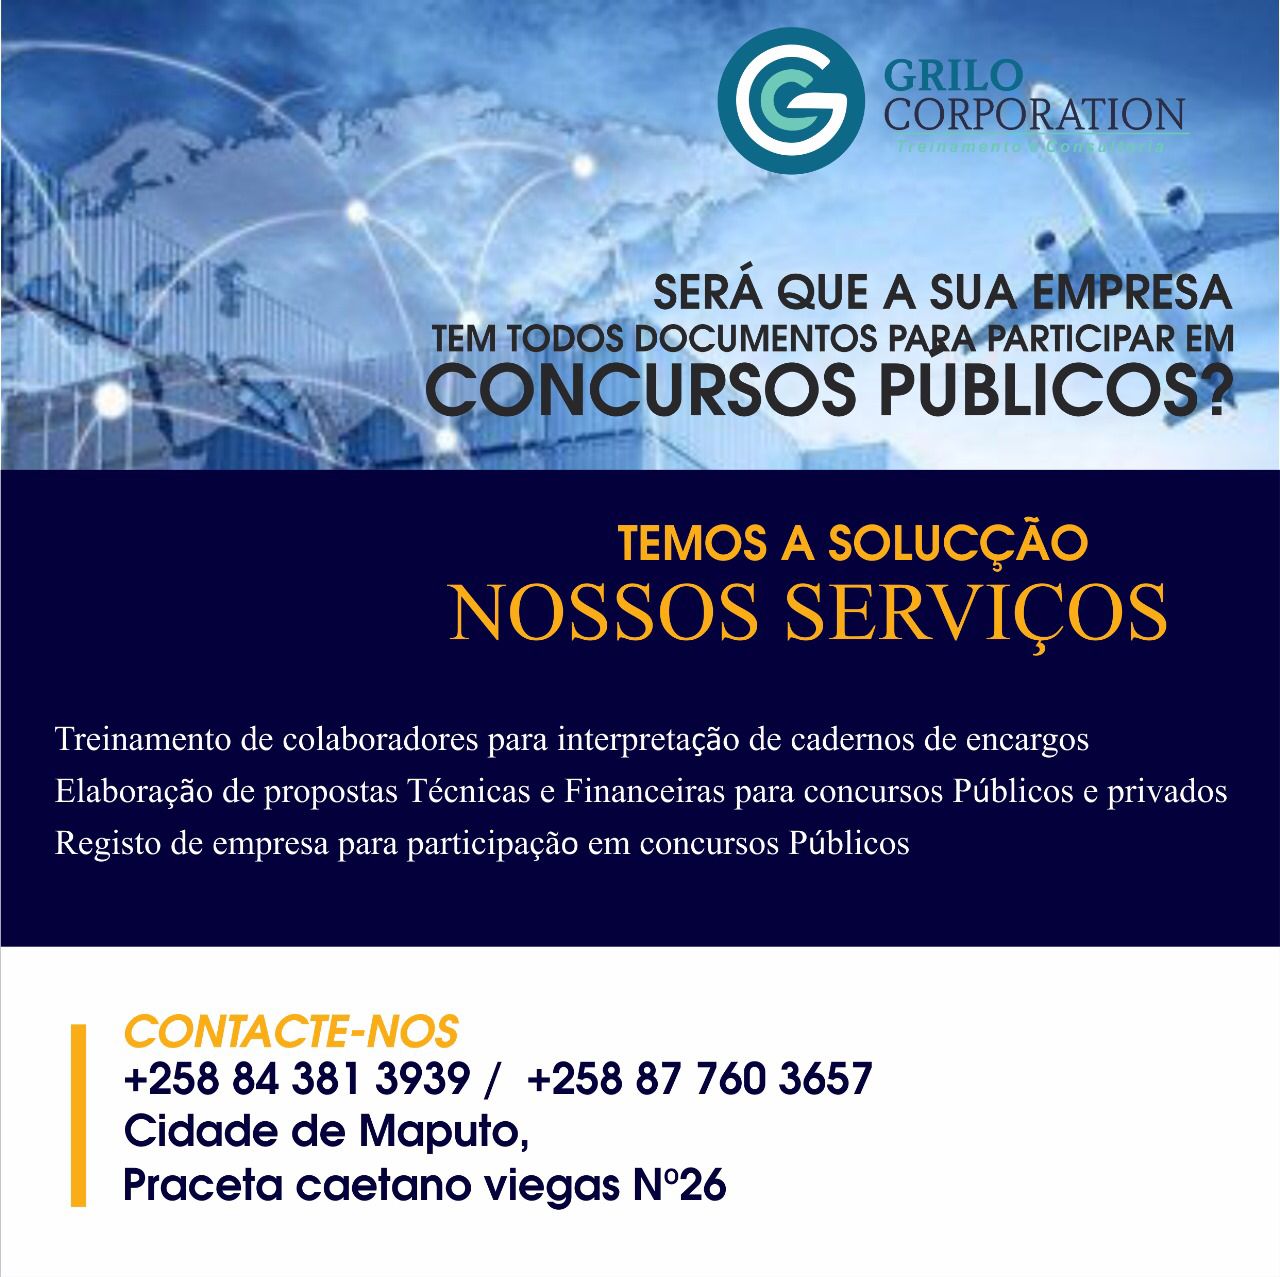 GRILO
CORPORATION
Treinamento e Consultoria
SERÁ QUE A SUA EMPRESA
TEM TODOS DOCUMENTOS PARA PARTICIPAR EM
CONCURSOS PÚBLICOS?
TEMOS A SOLUCÇÃO
NOSSOS SERVIÇOS
Treinamento de colaboradores para interpretação de cadernos de encargos
Elaboração de propostas Técnicas e Financeiras para concursos Públicos e privados
Registo de empresa para participação em concursos Públicos
CONTACTE-NOS
+258 84 381 3939 / +258 87 760 3657
Cidade de Maputo,
Praceta caetano viegas Nº26